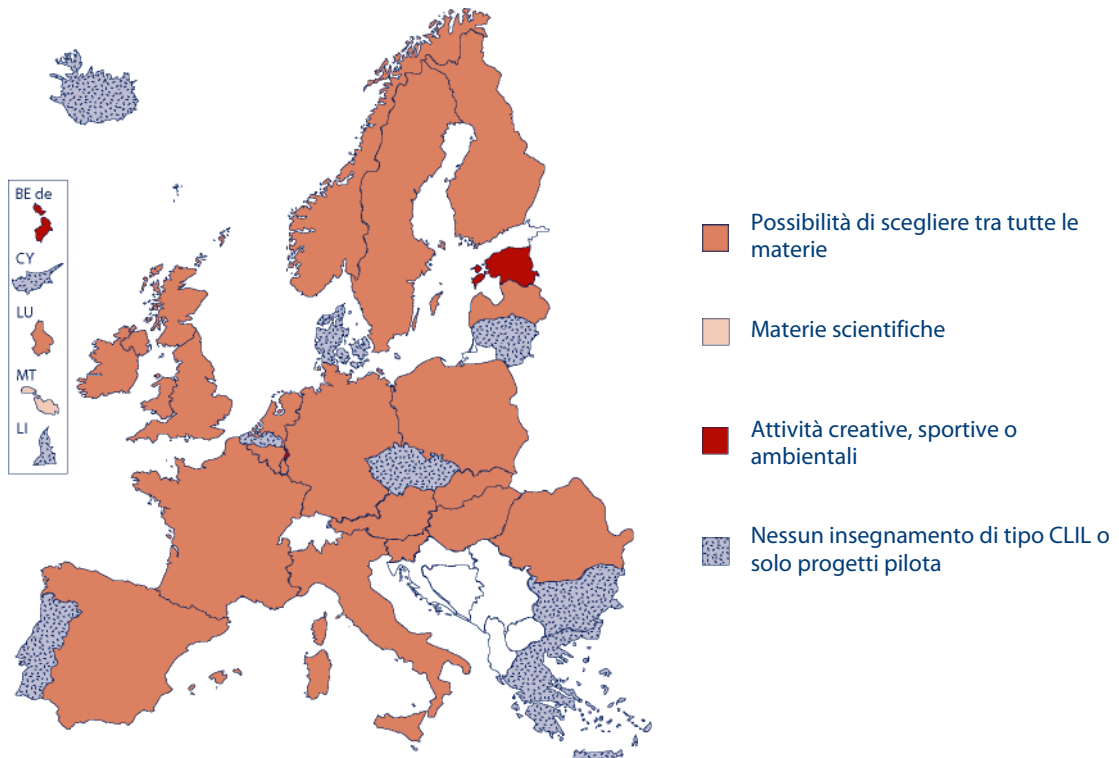 BE de
CY
LU
MT
LI
Possibilità di scegliere tra tutte le
materie
Materie scientifiche
Attività creative, sportive o
ambientali
Nessun insegnamento di tipo CLIL o
solo progetti pilota